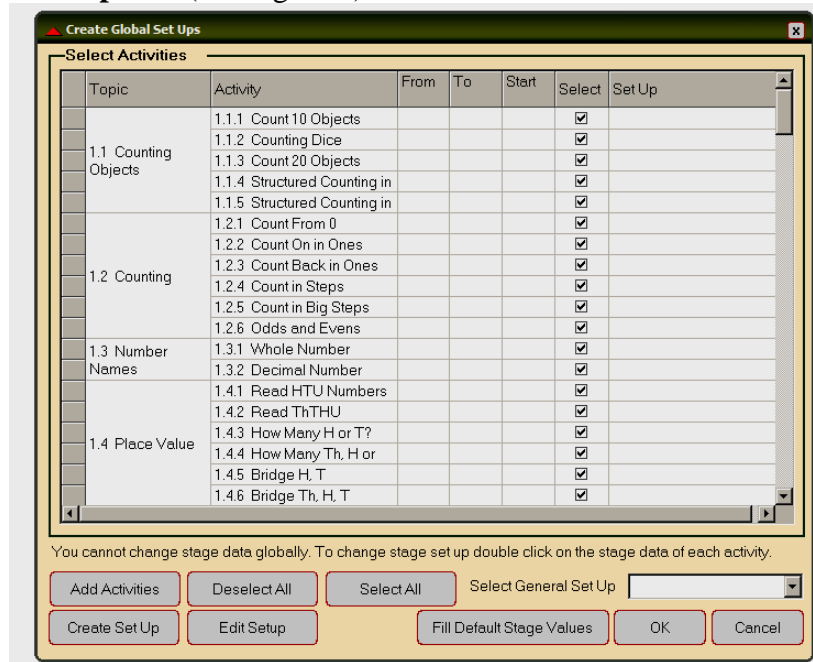 Create Global Set Ups
Select Activities
Topic Activity From To Start Select Set Up
1.1 Counting Objects
1.1.1 Count 10 Objects
1.1.2 Counting Dice
1.1.3 Count 20 Objects
1.1.4 Structured Counting in
1.1.5 Structured Counting in
1.2 Counting
1.2.1 Count From 0
1.2.2 Count On in Ones
1.2.3 Count Back in Ones
1.2.4 Count in Steps
1.2.5 Count in Big Steps
1.2.6 Odds and Evens
1.3 Number Names
1.3.1 Whole Number
1.3.2 Decimal Number
1.4 Place Value
1.4.1 Read HTU Numbers
1.4.2 Read ThTHU
1.4.3 How Many H or T?
1.4.4 How Many Th, H or
1.4.5 Bridge H, T
1.4.6 Bridge Th, H, T
You cannot change stage data globally. To change stage set up double click on the stage data of each activity.
Add Activities Deselect All Select All Select General Set Up
Create Set Up Edit Setup Fill Default Stage Values OK Cancel